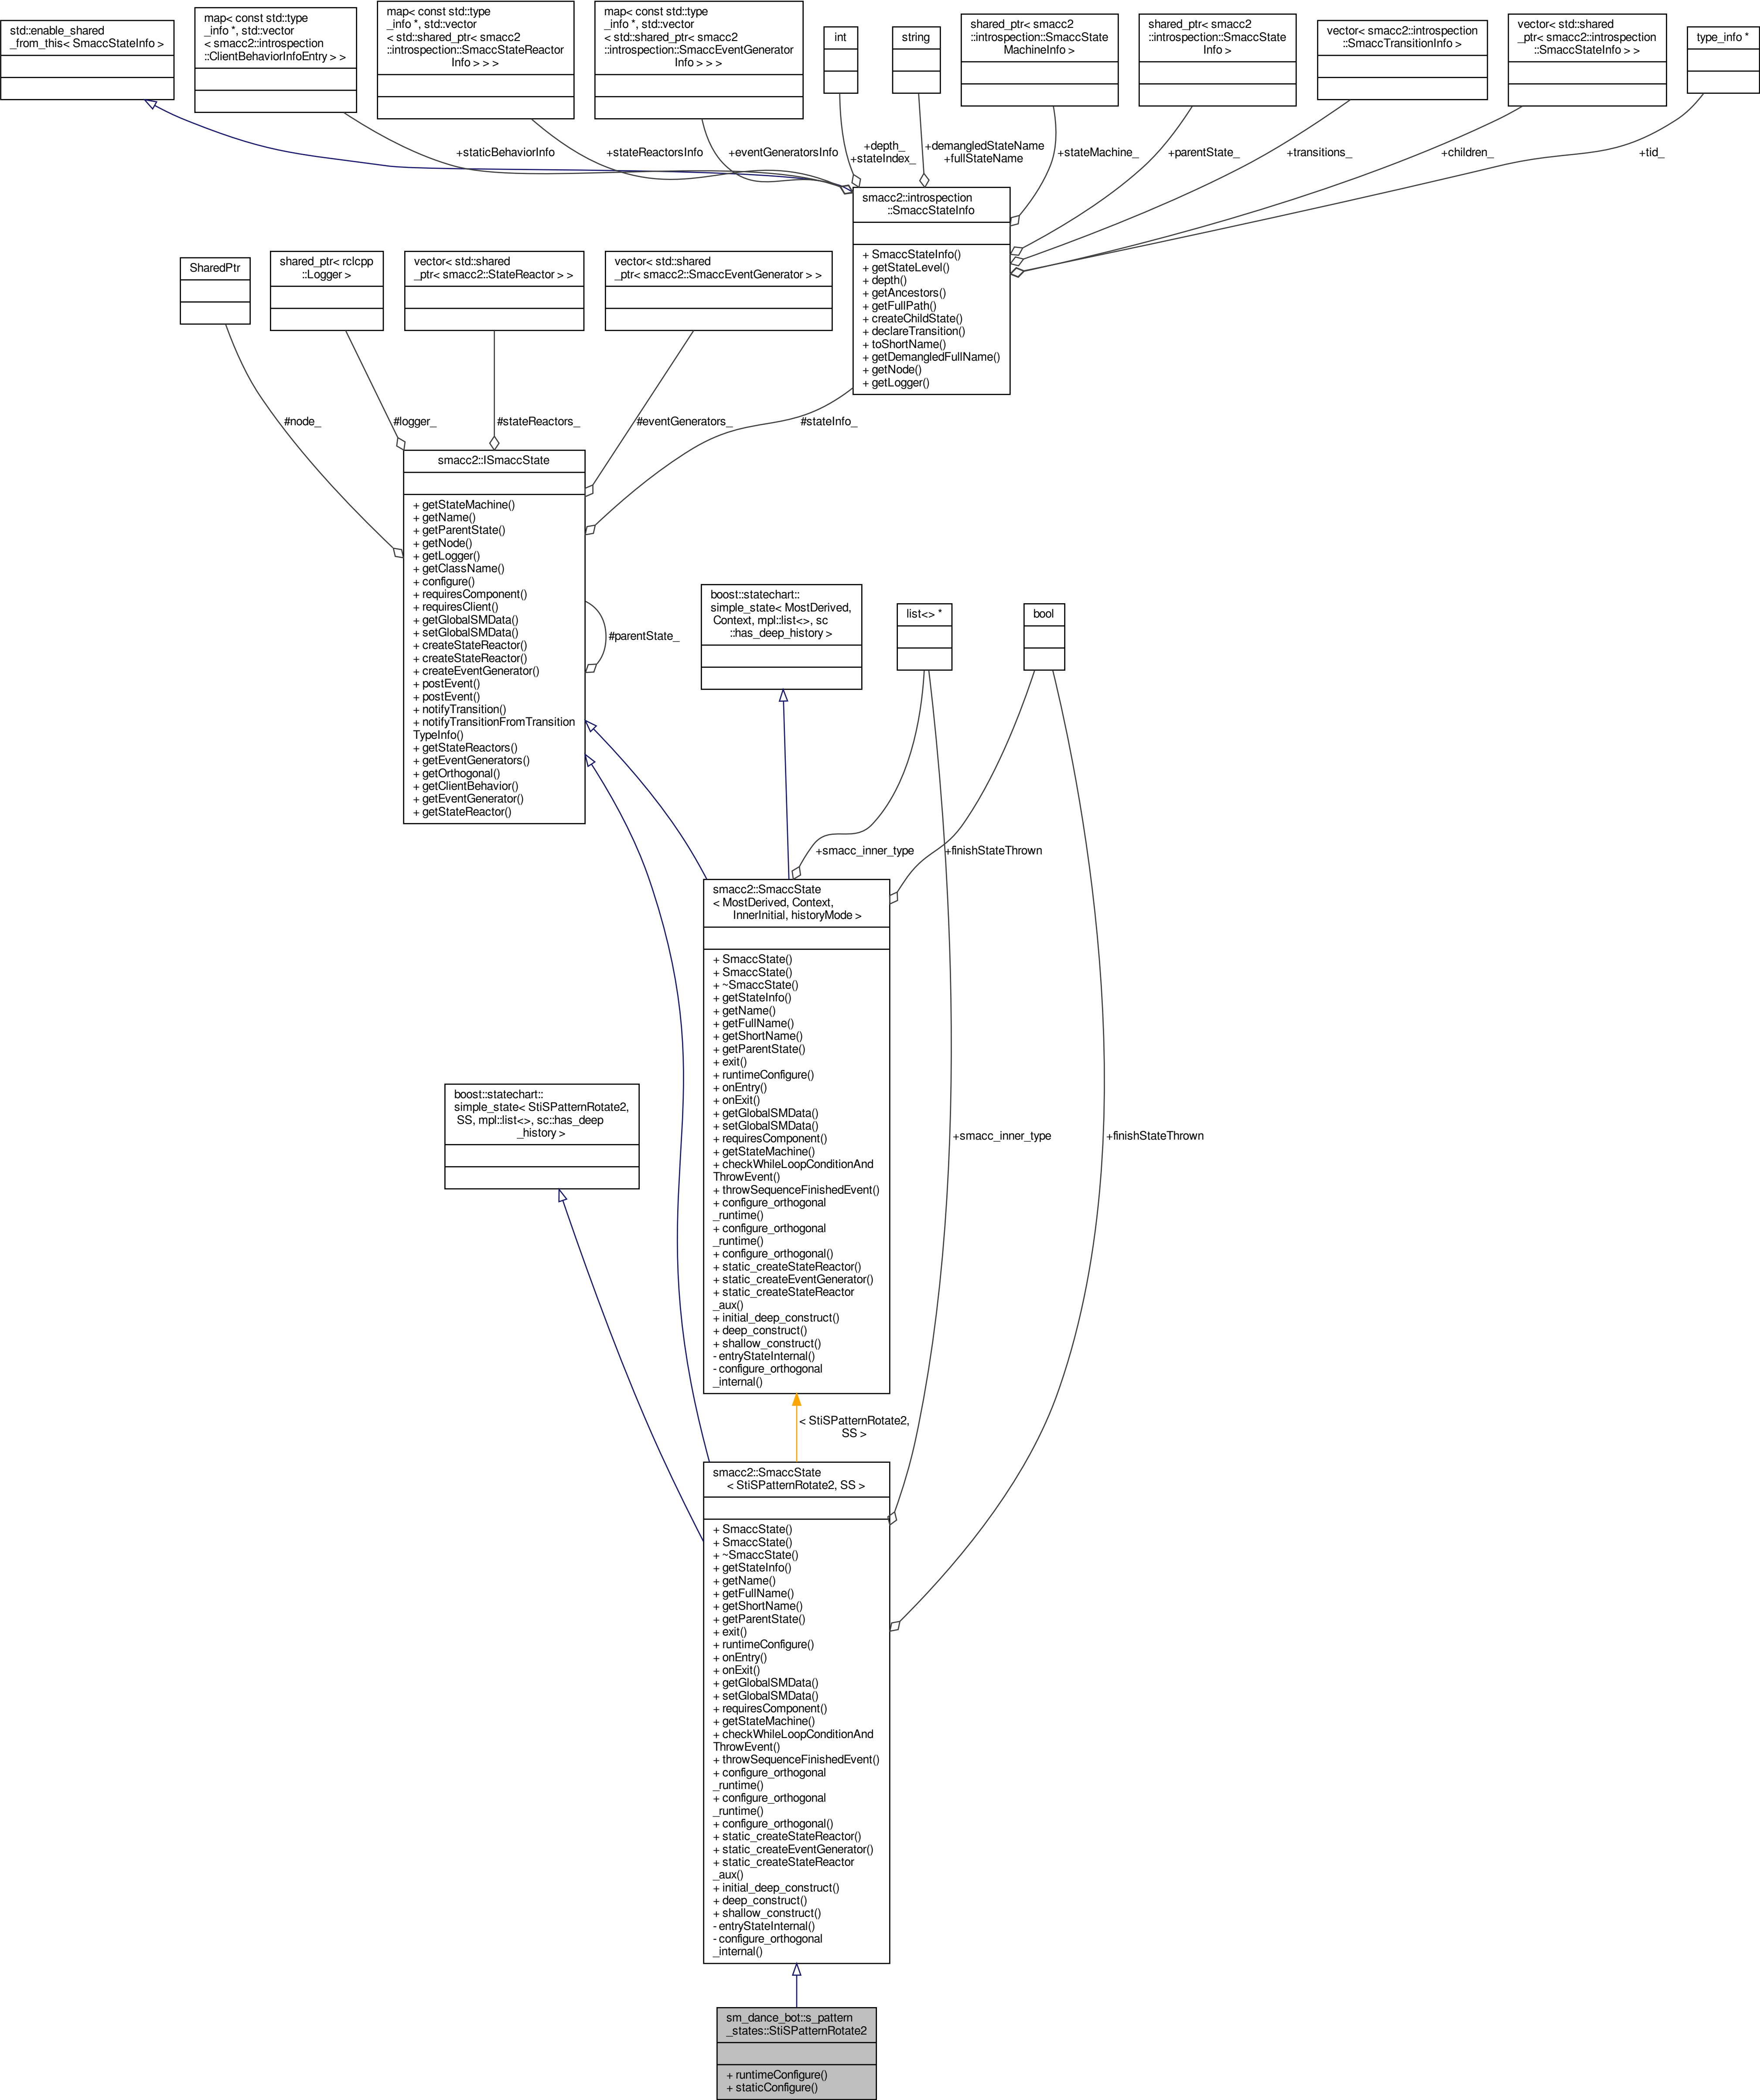 std::enable_shared
_from_this< SmaccStateInfo >
map< const std::type
_info *, std::vector
< smacc2::introspection
::ClientBehaviorInfoEntry > >
map< const std::type
_info *, std::vector
< std::shared_ptr< smacc2
::introspection::SmaccStateReactor
Info > > >
map< const std::type
_info *, std::vector
< std::shared_ptr< smacc2
::introspection::SmaccEventGenerator
Info > > >
int
string
shared_ptr< smacc2
::introspection::SmaccState
MachineInfo >
shared_ptr< smacc2
::introspection::SmaccState
Info >
vector< smacc2::introspection
::SmaccTransitionInfo >
vector< std::shared
_ptr< smacc2::introspection
::SmaccStateInfo > >
type_info *
+staticBehaviorInfo
+stateReactorsInfo
+eventGeneratorsInfo
+depth_
+stateIndex_
+demangledStateName
+fullStateName
+stateMachine_
+parentState_
+transitions_
+children_
+tid_
smacc2::introspection
::SmaccStateInfo
+ SmaccStateInfo()
+ getStateLevel()
+ depth()
+ getAncestors()
+ getFullPath()
+ createChildState()
+ declareTransition()
+ toShortName()
+ getDemangledFullName()
+ getNode()
+ getLogger()
SharedPtr
shared_ptr< rclcpp
::Logger >
vector< std::shared
_ptr< smacc2::StateReactor > >
vector< std::shared
_ptr< smacc2::SmaccEventGenerator > >
#node_
#logger_
#stateReactors_
#eventGenerators_
#stateInfo_
smacc2::ISmaccState
+ getStateMachine()
+ getName()
+ getParentState()
+ getNode()
+ getLogger()
+ getClassName()
+ configure()
+ requiresComponent()
+ requiresClient()
+ getGlobalSMData()
+ setGlobalSMData()
+ createStateReactor()
+ createStateReactor()
+ createEventGenerator()
+ postEvent()
+ postEvent()
+ notifyTransition()
+ notifyTransitionFromTransition
TypeInfo()
+ getStateReactors()
+ getEventGenerators()
+ getOrthogonal()
+ getClientBehavior()
+ getEventGenerator()
+ getStateReactor()
#parentState_
boost::statechart::
simple_state< MostDerived,
Context, mpl::list<>, sc
::has_deep_history >
list<> *
bool
+smacc_inner_type
+finishStateThrown
smacc2::SmaccState
< MostDerived, Context,
InnerInitial, historyMode >
+ SmaccState()
+ SmaccState()
+ ~SmaccState()
+ getStateInfo()
+ getName()
+ getFullName()
+ getShortName()
+ getParentState()
+ exit()
+ runtimeConfigure()
+ onEntry()
+ onExit()
+ getGlobalSMData()
+ setGlobalSMData()
+ requiresComponent()
+ getStateMachine()
+ checkWhileLoopConditionAnd
ThrowEvent()
+ throwSequenceFinishedEvent()
+ configure_orthogonal
_runtime()
+ configure_orthogonal
_runtime()
+ configure_orthogonal()
+ static_createStateReactor()
+ static_createEventGenerator()
+ static_createStateReactor
_aux()
+ initial_deep_construct()
+ deep_construct()
+ shallow_construct()
- entryStateInternal()
- configure_orthogonal
_internal()
boost::statechart::
simple_state< StiSPatternRotate2,
SS, mpl::list<>, sc::has_deep
_history >
+smacc_inner_type
+finishStateThrown
< StiSPatternRotate2,
SS >
smacc2::SmaccState
< StiSPatternRotate2, SS >
+ SmaccState()
+ SmaccState()
+ ~SmaccState()
+ getStateInfo()
+ getName()
+ getFullName()
+ getShortName()
+ getParentState()
+ exit()
+ runtimeConfigure()
+ onEntry()
+ onExit()
+ getGlobalSMData()
+ setGlobalSMData()
+ requiresComponent()
+ getStateMachine()
+ checkWhileLoopConditionAnd
ThrowEvent()
+ throwSequenceFinishedEvent()
+ configure_orthogonal
_runtime()
+ configure_orthogonal
_runtime()
+ configure_orthogonal()
+ static_createStateReactor()
+ static_createEventGenerator()
+ static_createStateReactor
_aux()
+ initial_deep_construct()
+ deep_construct()
+ shallow_construct()
- entryStateInternal()
- configure_orthogonal
_internal()
sm_dance_bot::s_pattern
_states::StiSPatternRotate2
+ runtimeConfigure()
+ staticConfigure()